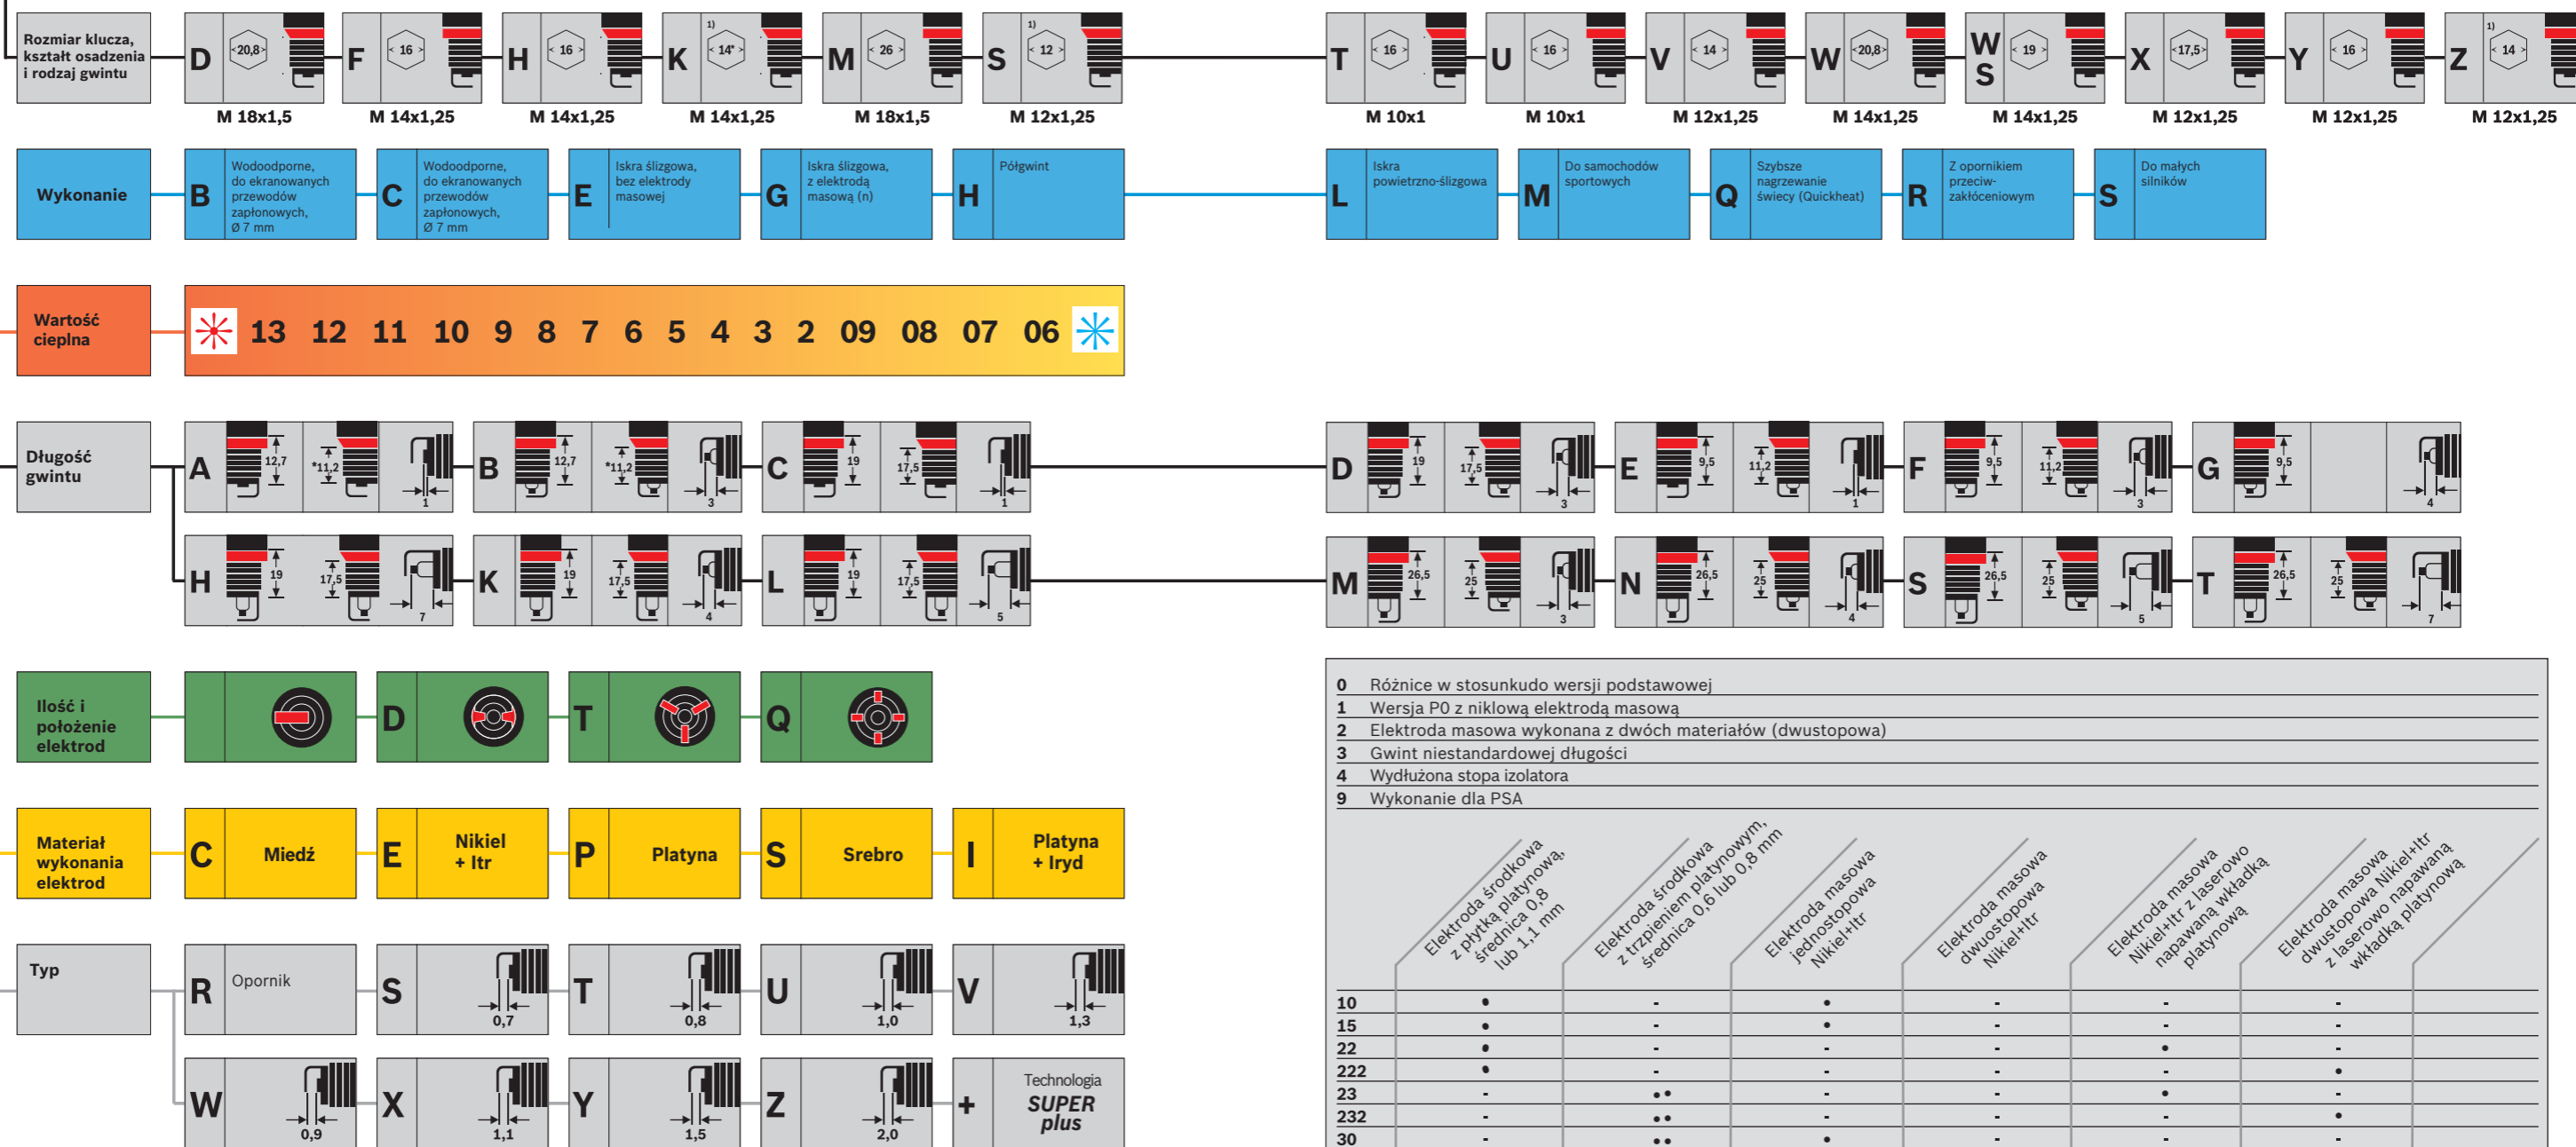 Rozmiar klucza,
kształt osadzenia
i rodzaj gwintu
D <20,8> M 18x1,5
F < 16 > M 14x1,25
H < 16 > M 14x1,25
K 1) < 14* > M 14x1,25
M < 26 > M 18x1,5
S 1) < 12 > M 12x1,25
T < 16 > M 10x1
U < 16 > M 10x1
V < 14 > M 12x1,25
W <20,8> M 14x1,25
W
S < 19 > M 14x1,25
X <17,5> M 12x1,25
Y < 16 > M 12x1,25
Z 1) < 14 > M 12x1,25
Wykonanie
B
Wodoodporne,
do ekranowanych
przewodów
zapłonowych,
Ø 7 mm
C
Wodoodporne,
do ekranowanych
przewodów
zapłonowych,
Ø 7 mm
E
Iskra ślizgowa,
bez elektrody
masowej
G
Iskra ślizgowa,
z elektrodą
masową (n)
H
Półgwint
L
Iskra
powietrzno-ślizgowa
M
Do samochodów
sportowych
Q
Szybsze
nagrzewanie
świecy (Quickheat)
R
Z opornikiem
przeciw-
zakłóceniowym
S
Do małych
silników
Wartość
cieplna
13 12 11 10 9 8 7 6 5 4 3 2 09 08 07 06
Długość
gwintu
A 12,7 *11,2 1
B 12,7 *11,2 3
C 19 17,5 1
D 19 17,5 3
E 9,5 11,2 1
F 9,5 11,2 3
G 9,5 4
H 19 17,5 7
K 19 17,5 4
L 19 17,5 5
M 26,5 25 3
N 26,5 25 4
S 26,5 25 5
T 26,5 25 7
Ilość i
położenie
elektrod
D
T
Q
Materiał
wykonania
elektrod
C Miedź
E Nikiel
+ Itr
P Platyna
S Srebro
I Platyna
+ Iryd
Typ
R Opornik
S 0,7
T 0,8
U 1,0
V 1,3
W 0,9
X 1,1
Y 1,5
Z 2,0
+ Technologia
SUPER
plus
0 Różnice w stosunkudo wersji podstawowej
1 Wersja P0 z niklową elektrodą masową
2 Elektroda masowa wykonana z dwóch materiałów (dwustopowa)
3 Gwint niestandardowej długości
4 Wydłużona stopa izolatora
9 Wykonanie dla PSA
Elektroda środkowa
z płytką platynową,
średnica 0,8
lub 1,1 mm
Elektroda środkowa
z trzpieniem platynowym,
średnica 0,6 lub 0,8 mm
Elektroda masowa
jednostopowa
Nikiel+Itr
Elektroda masowa
dwuostopowa
Nikiel+Itr
Elektroda masowa
Nikiel+Itr z laserowo
napawaną wkładką
platynową
Elektroda masowa
dwustopowa Nikiel+Itr
z laserowo napawaną
wkładką platynową
10 • - • - - -
15 • - • - - -
22 • - - - • -
222 • - - - - •
23 - •• - - • -
232 - •• - - - •
30 - •• • - - -